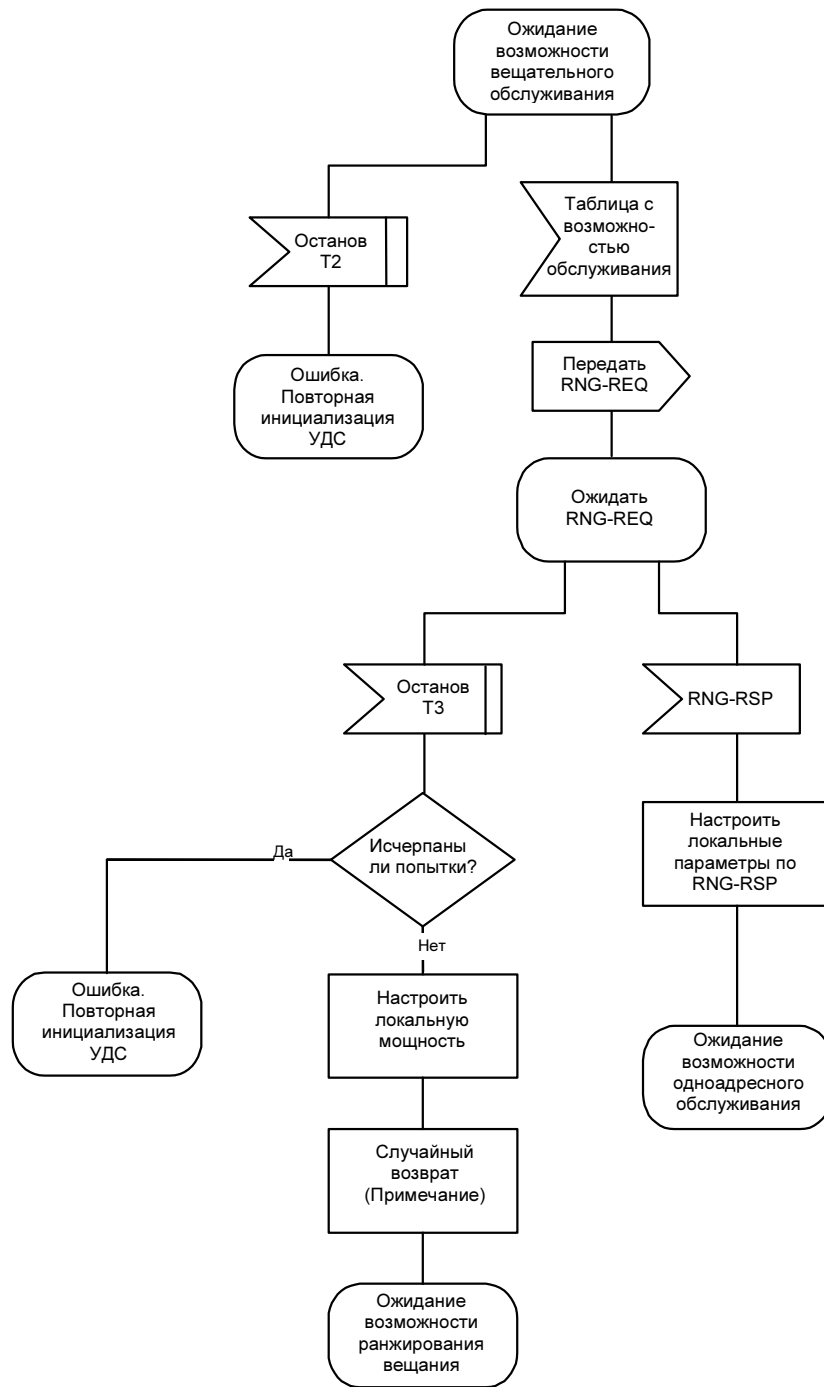 Ожидание
возможности
вещательного
обслуживания
Останов
Т2
Таблица с
возможно-
стью
обслуживания
Ошибка.
Повторная
инициализация
УДС
Передать
RNG-REQ
Ожидать
RNG-REQ
Останов
Т3
RNG-RSP
Исчерпаны
ли попытки?
Да
Нет
Настроить
локальные
параметры по
RNG-RSP
Ошибка.
Повторная
инициализация
УДС
Настроить
локальную
мощность
Ожидание
возможности
одноадресного
обслуживания
Случайный
возврат
(Примечание)
Ожидание
возможности
ранжирования
вещания